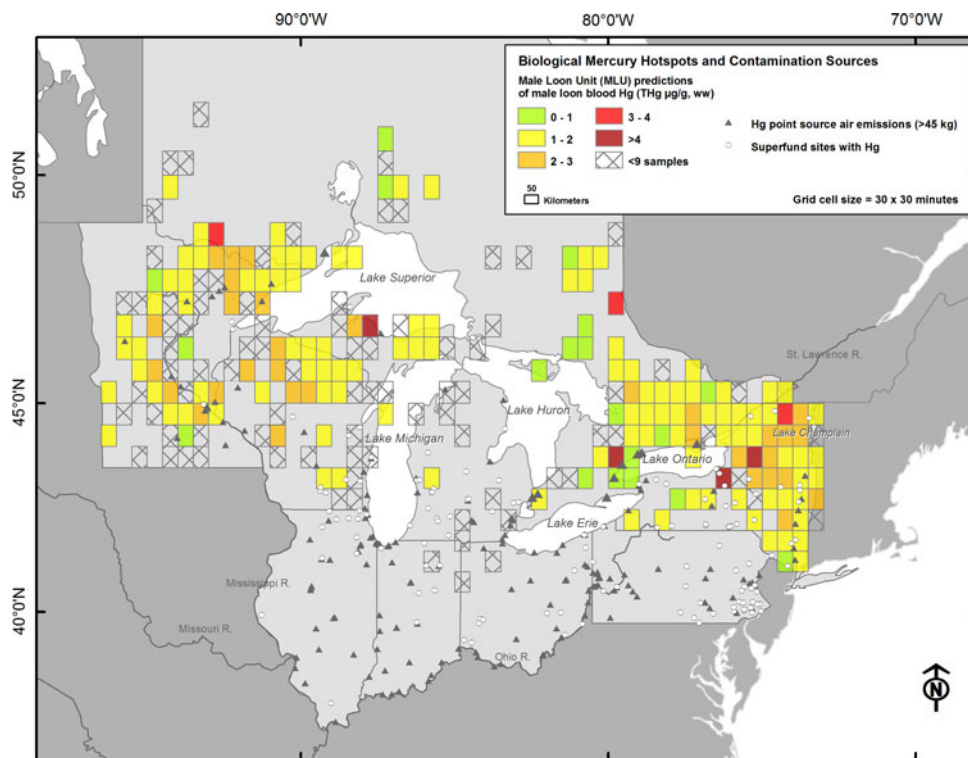 90°0'W
80°0'W
70°0'W
Biological Mercury Hotspots and Contamination Sources
Male Loon Unit (MLU) predictions
of male loon blood Hg (THg µg/g, ww)
0 - 1
3 - 4
1 - 2
>4
2 - 3
<9 samples
Hg point source air emissions (>45 kg)
Superfund sites with Hg
50
Kilometers
Grid cell size = 30 x 30 minutes
50°0'N
Lake Superior
St. Lawrence R.
45°0'N
Lake Huron
Lake Michigan
Lake Champlain
Lake Ontario
Lake Erie
Mississippi R.
40°0'N
Missouri R.
Ohio R.
N